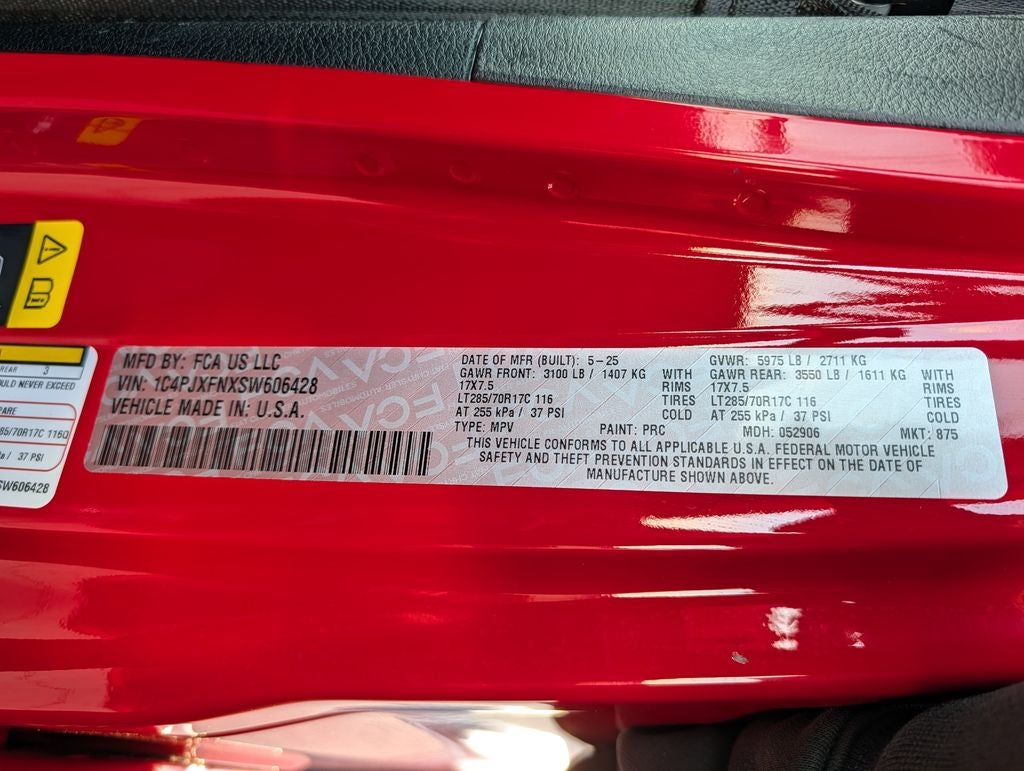 REAR 3
OULD NEVER EXCEED
PARE
285/70R17C 116Q
a / 37 PSI
SW606428
MFD BY: FCA US LLC
VIN: 1C4PJXFNXSW606428
VEHICLE MADE IN: U.S.A.
DATE OF MFR (BUILT): 5-25
GAWR FRONT: 3100 LB / 1407 KG WITH
17X7.5 RIMS
LT285/70R17C 116 TIRES
AT 255 kPa / 37 PSI COLD
GVWR: 5975 LB / 2711 KG
GAWR REAR: 3550 LB / 1611 KG WITH
17X7.5 RIMS
LT285/70R17C 116 TIRES
AT 255 kPa / 37 PSI COLD
TYPE: MPV PAINT: PRC MDH: 052906 MKT: 875
THIS VEHICLE CONFORMS TO ALL APPLICABLE U.S.A. FEDERAL MOTOR VEHICLE
SAFETY AND THEFT PREVENTION STANDARDS IN EFFECT ON THE DATE OF
MANUFACTURE SHOWN ABOVE.